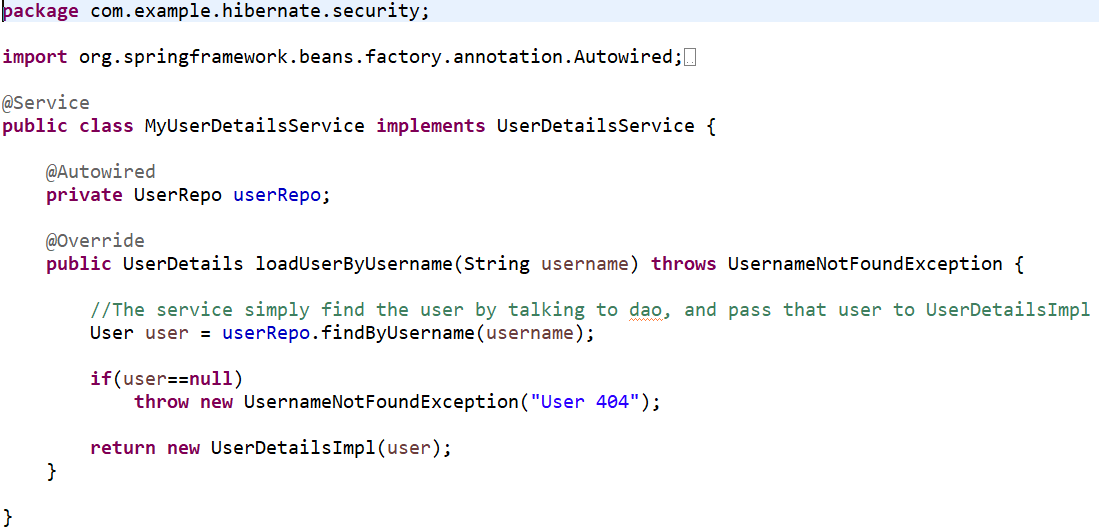 package com.example.hibernate.security;
import org.springframework.beans.factory.annotation.Autowired;
@Service
public class MyUserDetailsService implements UserDetailsService {
@Autowired
private UserRepo userRepo;
@Override
public UserDetails loadUserByUsername(String username) throws UsernameNotFoundException {
//The service simply find the user by talking to dao, and pass that user to UserDetailsImpl
User user = userRepo.findByUsername(username);
if(user==null)
throw new UsernameNotFoundException("User 404");
return new UserDetailsImpl(user);
}
}